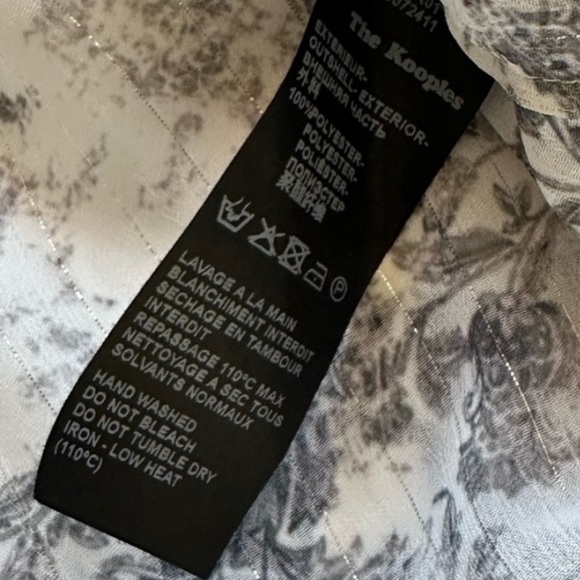 872411
The Kooples
EXTERIEUR-
OUTSHELL- EXTERIOR-
ВНЕШНЯЯ ЧАСТЬ
外料
100%POLYESTER-
POLYESTER-
POLIESTER-
ПОЛИЭСТЕР
聚酯纤维
LAVAGE A LA MAIN
BLANCHIMENT INTERDIT
SECHAGE EN TAMBOUR
INTERDIT
REPASSAGE 110°C MAX
NETTOYAGE A SEC TOUS
SOLVANTS NORMAUX
HAND WASHED
DO NOT BLEACH
DO NOT TUMBLE DRY
IRON - LOW HEAT
(110°C)